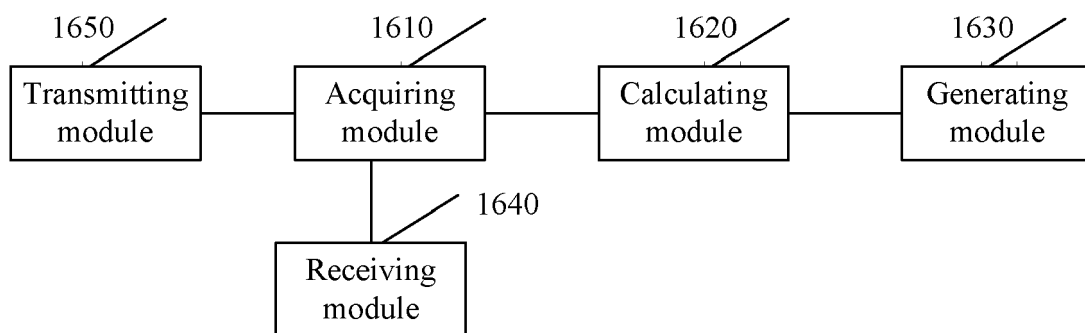 1650
1610
1620
1630
Transmitting
module
Acquiring
module
Calculating
module
Generating
module
1640
Receiving
module